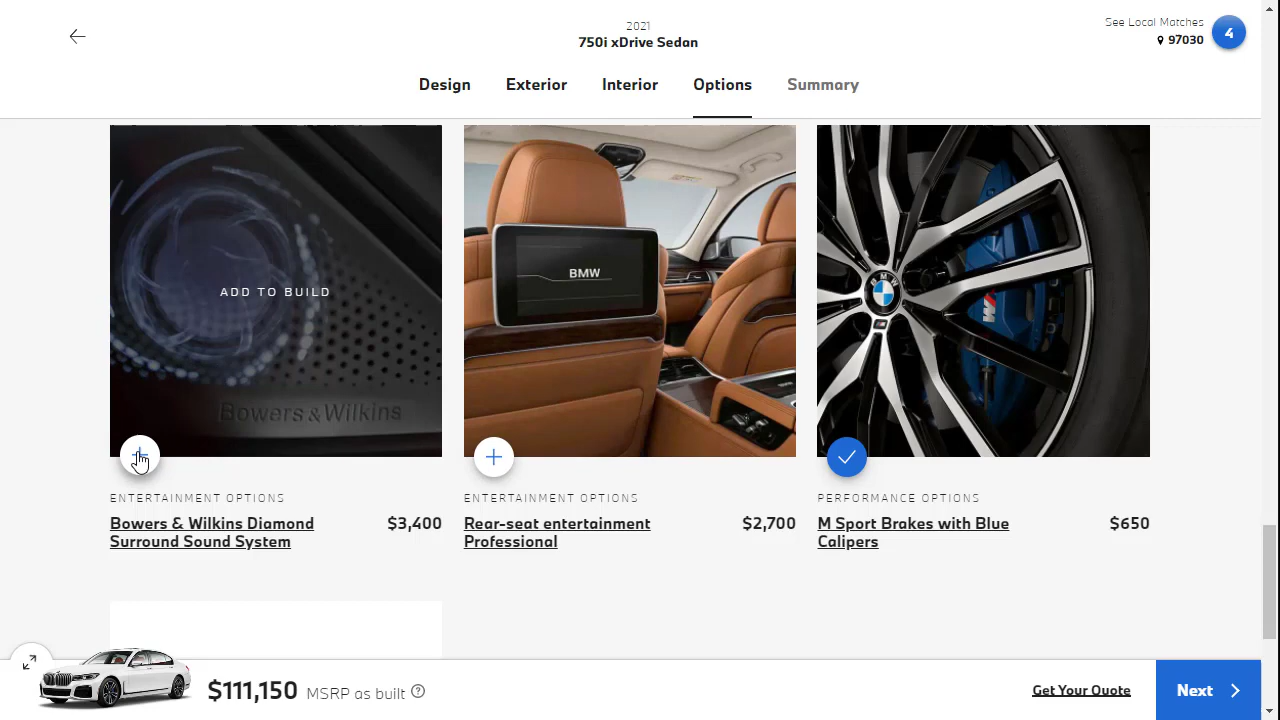 2021
750i xDrive Sedan
See Local Matches
97030
4
Design
Exterior
Interior
Options
Summary
ADD TO BUILD
Bowers & Wilkins
BMW
BMW
M
ENTERTAINMENT OPTIONS
Bowers & Wilkins Diamond
Surround Sound System
$3,400
ENTERTAINMENT OPTIONS
Rear-seat entertainment
Professional
$2,700
PERFORMANCE OPTIONS
M Sport Brakes with Blue
Calipers
$650
$111,150 MSRP as built ?
Get Your Quote
Next